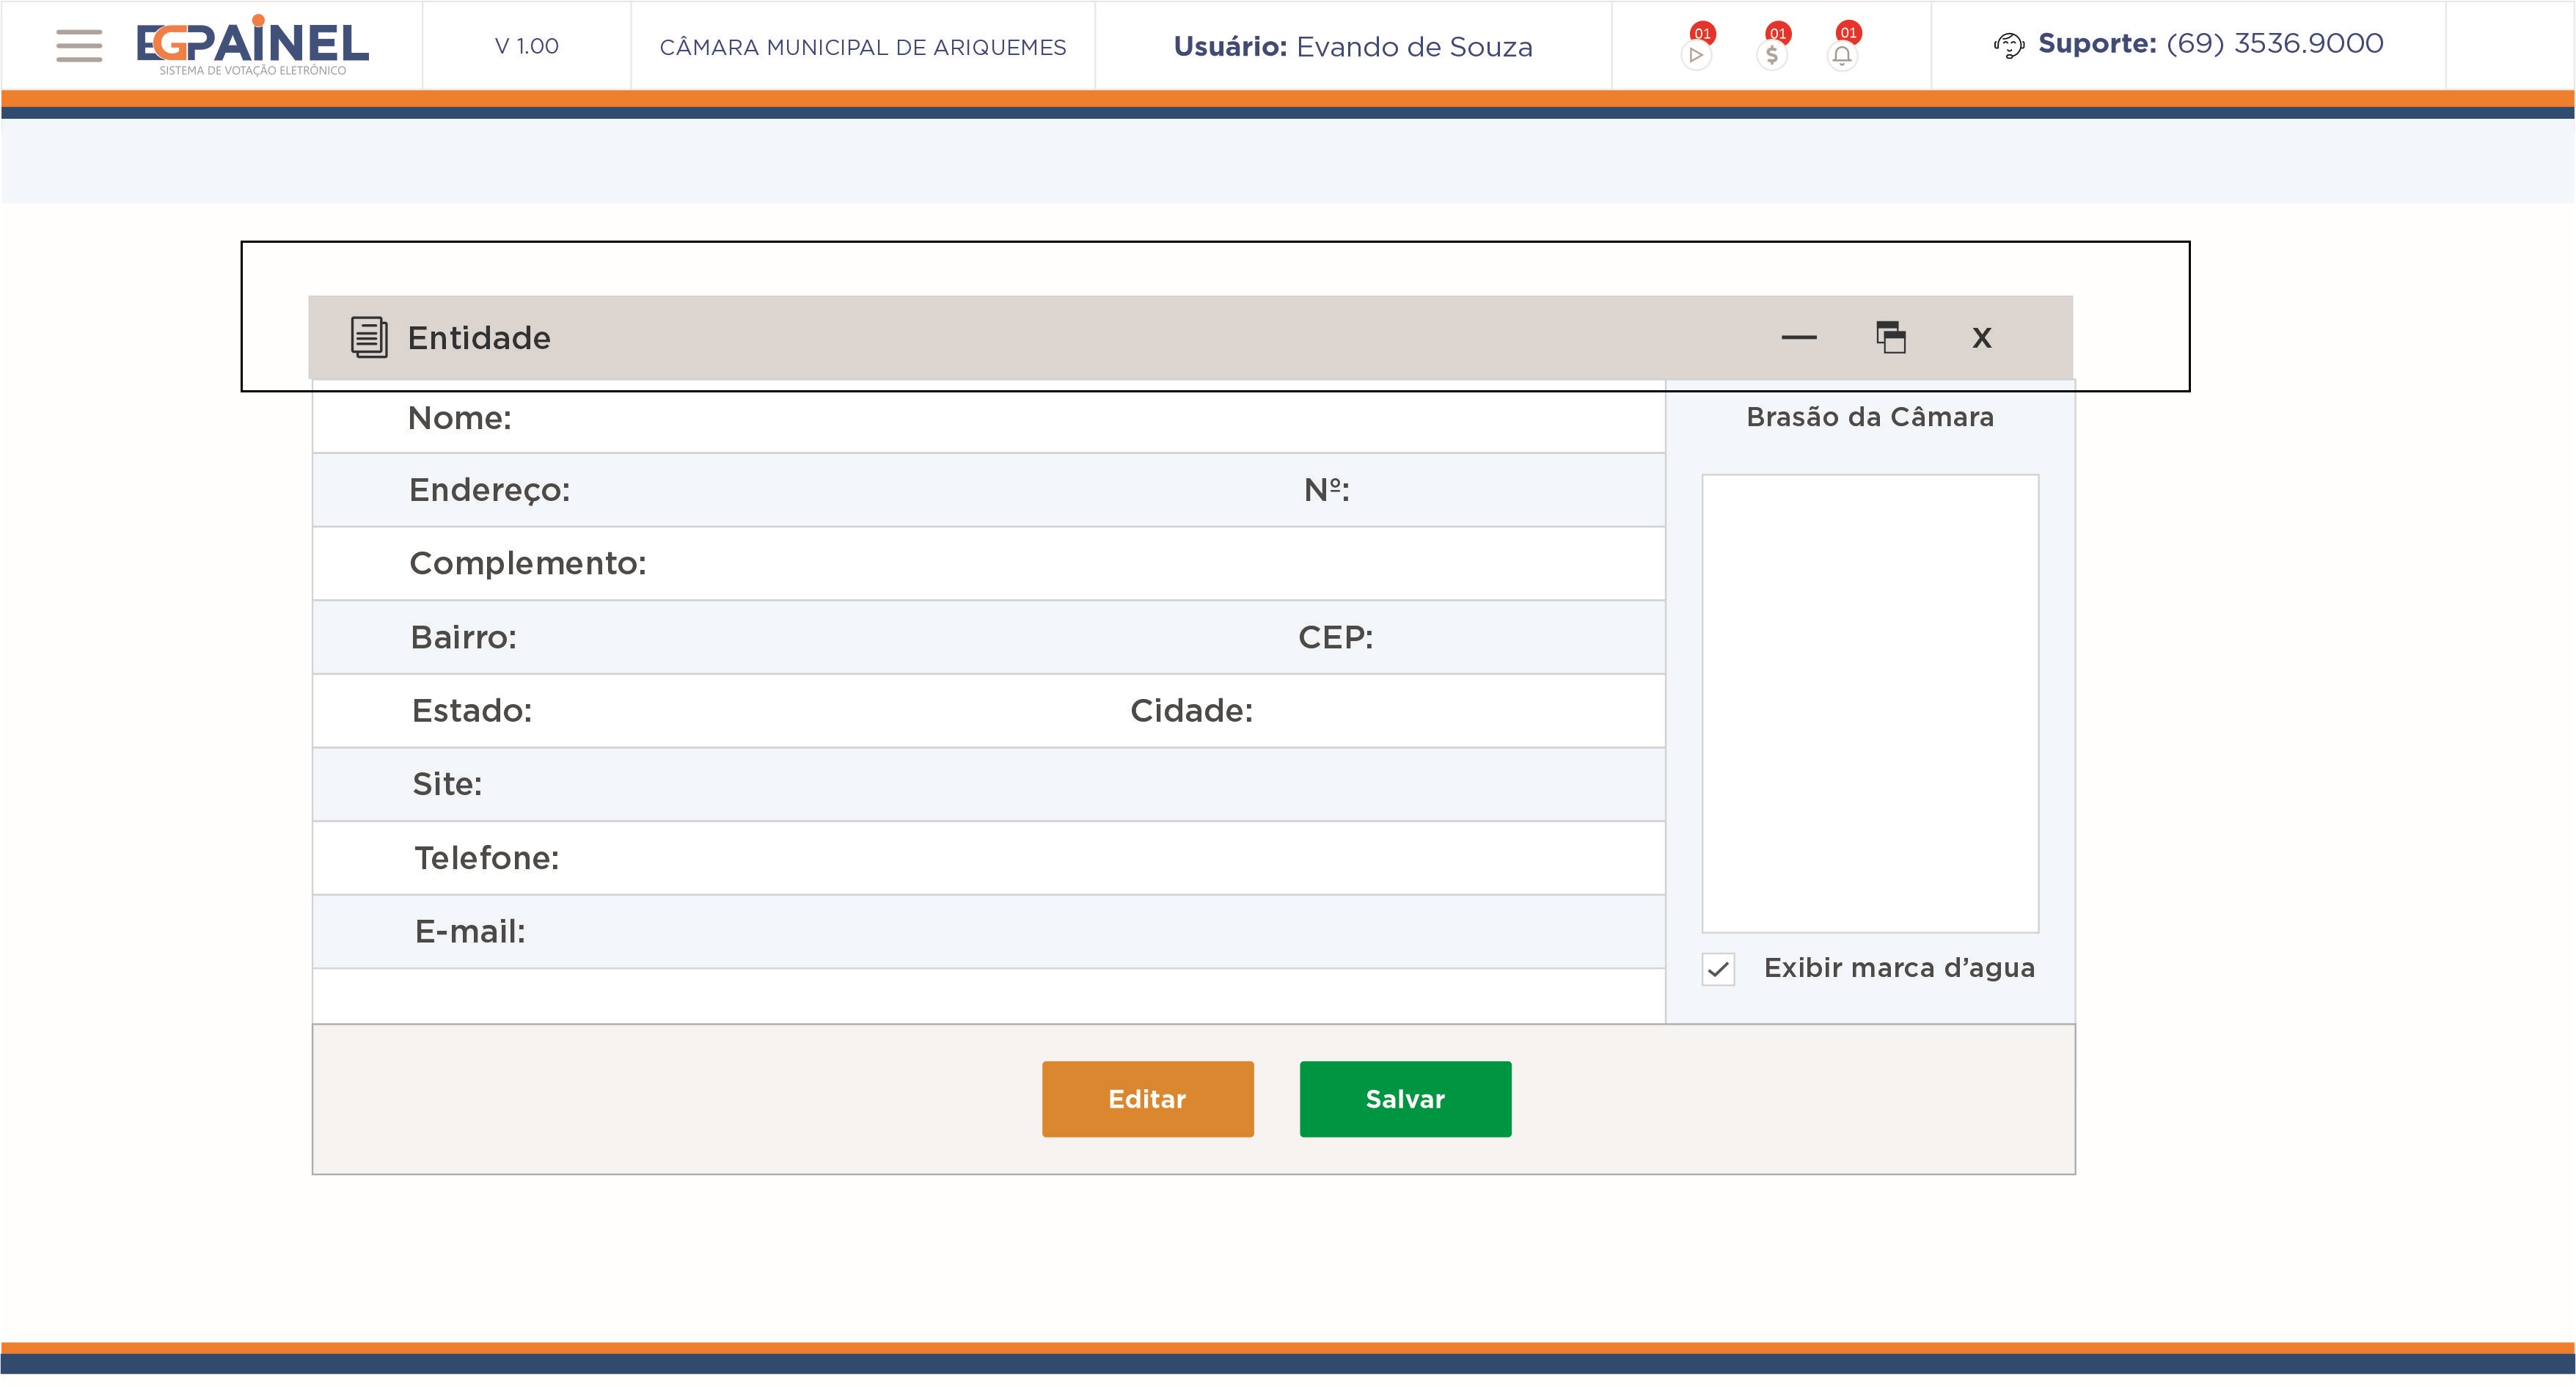 EGPAINEL
SISTEMA DE VOTAÇÃO ELETRÔNICO
V 1.00
CÂMARA MUNICIPAL DE ARIQUEMES
Usuário: Evando de Souza
01 01 01
Suporte: (69) 3536.9000
Entidade
X
Nome:
Brasão da Câmara
Endereço: Nº:
Complemento:
Bairro: CEP:
Estado: Cidade:
Site:
Telefone:
E-mail:
Exibir marca d’agua
Editar Salvar